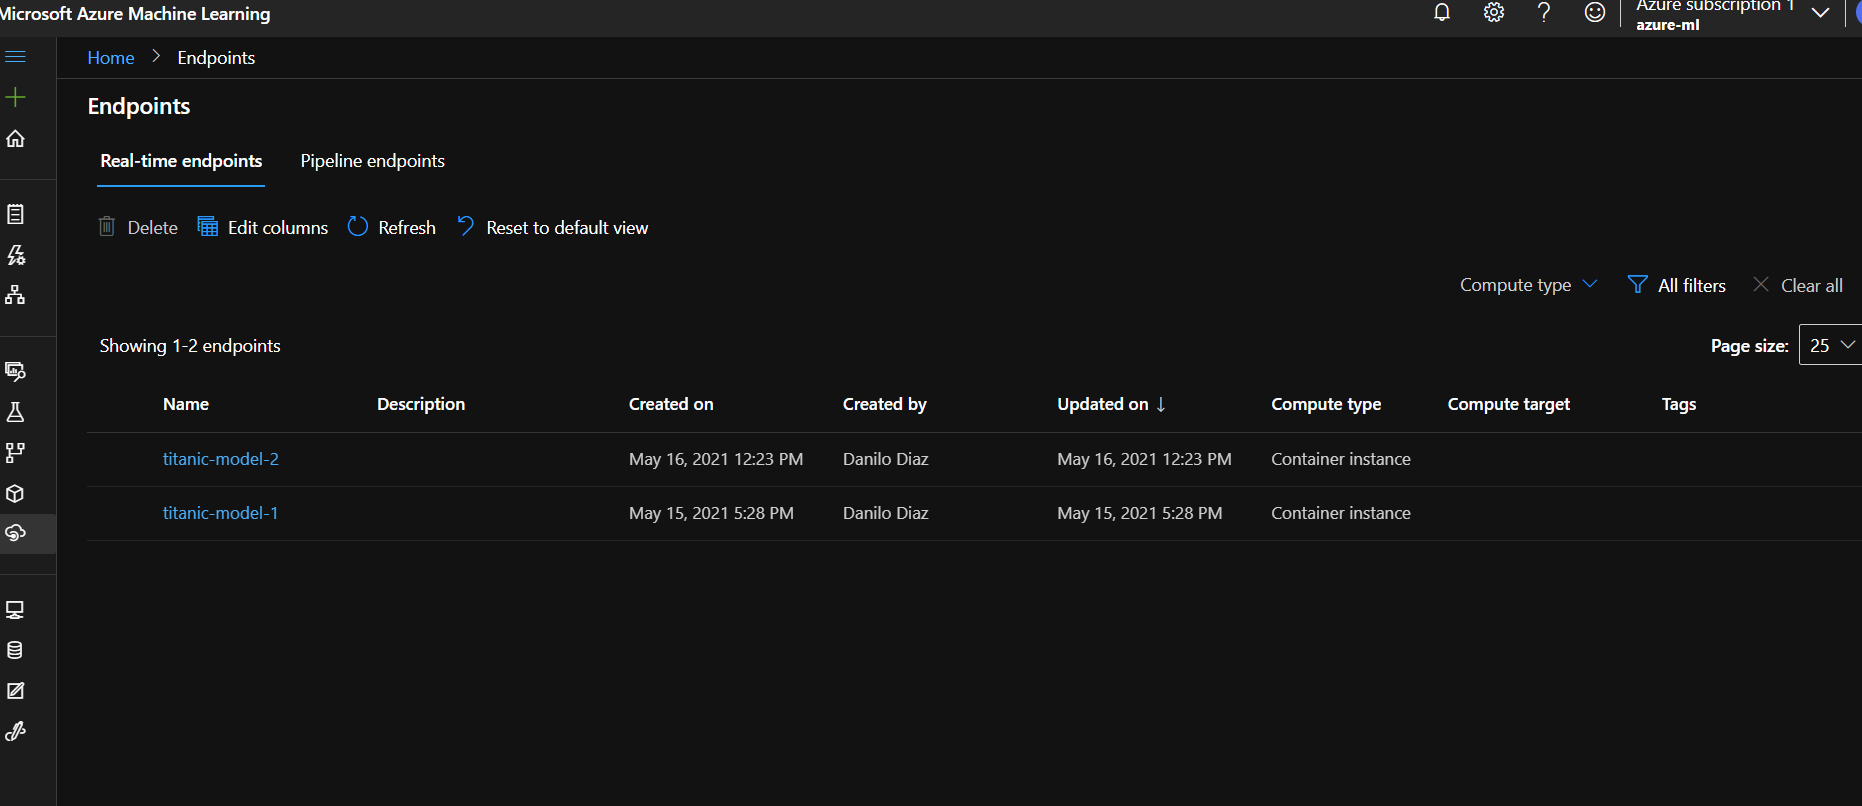 Microsoft Azure Machine Learning
Azure subscription 1
azure-ml
Home > Endpoints
Endpoints
Real-time endpoints Pipeline endpoints
Delete Edit columns Refresh Reset to default view
Compute type All filters Clear all
Showing 1-2 endpoints Page size: 25
Name Description Created on Created by Updated on ↓ Compute type Compute target Tags
titanic-model-2 May 16, 2021 12:23 PM Danilo Diaz May 16, 2021 12:23 PM Container instance
titanic-model-1 May 15, 2021 5:28 PM Danilo Diaz May 15, 2021 5:28 PM Container instance